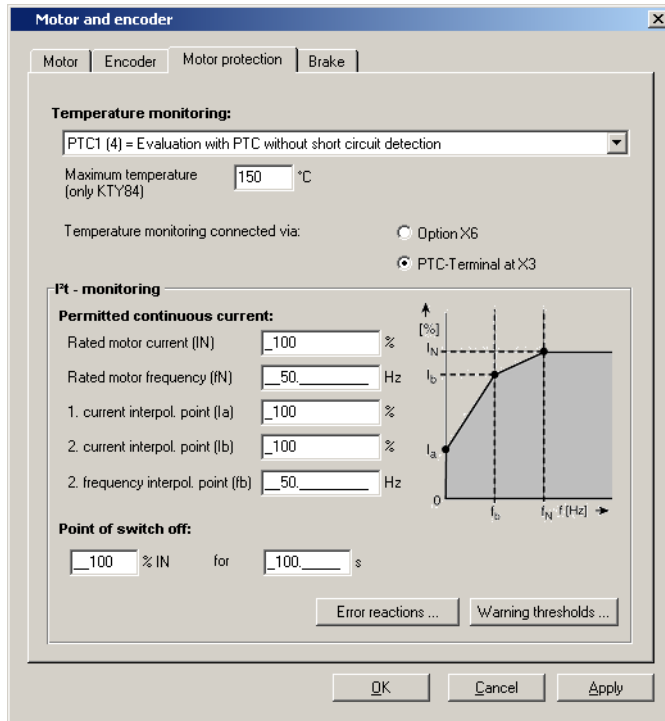 Motor and encoder
Motor Encoder Motor protection Brake
Temperature monitoring:
PTC1 (4) = Evaluation with PTC without short circuit detection
Maximum temperature
(only KTY84)
150 °C
Temperature monitoring connected via:
Option X6
PTC-Terminal at X3
I²t - monitoring
Permitted continuous current:
Rated motor current (IN) _100 %
Rated motor frequency (fN) __50._________ Hz
1. current interpol. point (Ia) _100 %
2. current interpol. point (Ib) _100 %
2. frequency interpol. point (fb) __50._________ Hz
[%]
IN
Ib
Ia
0
fb fN f [Hz]
Point of switch off:
__100 % IN for _100._____ s
Error reactions ... Warning thresholds ...
OK Cancel Apply